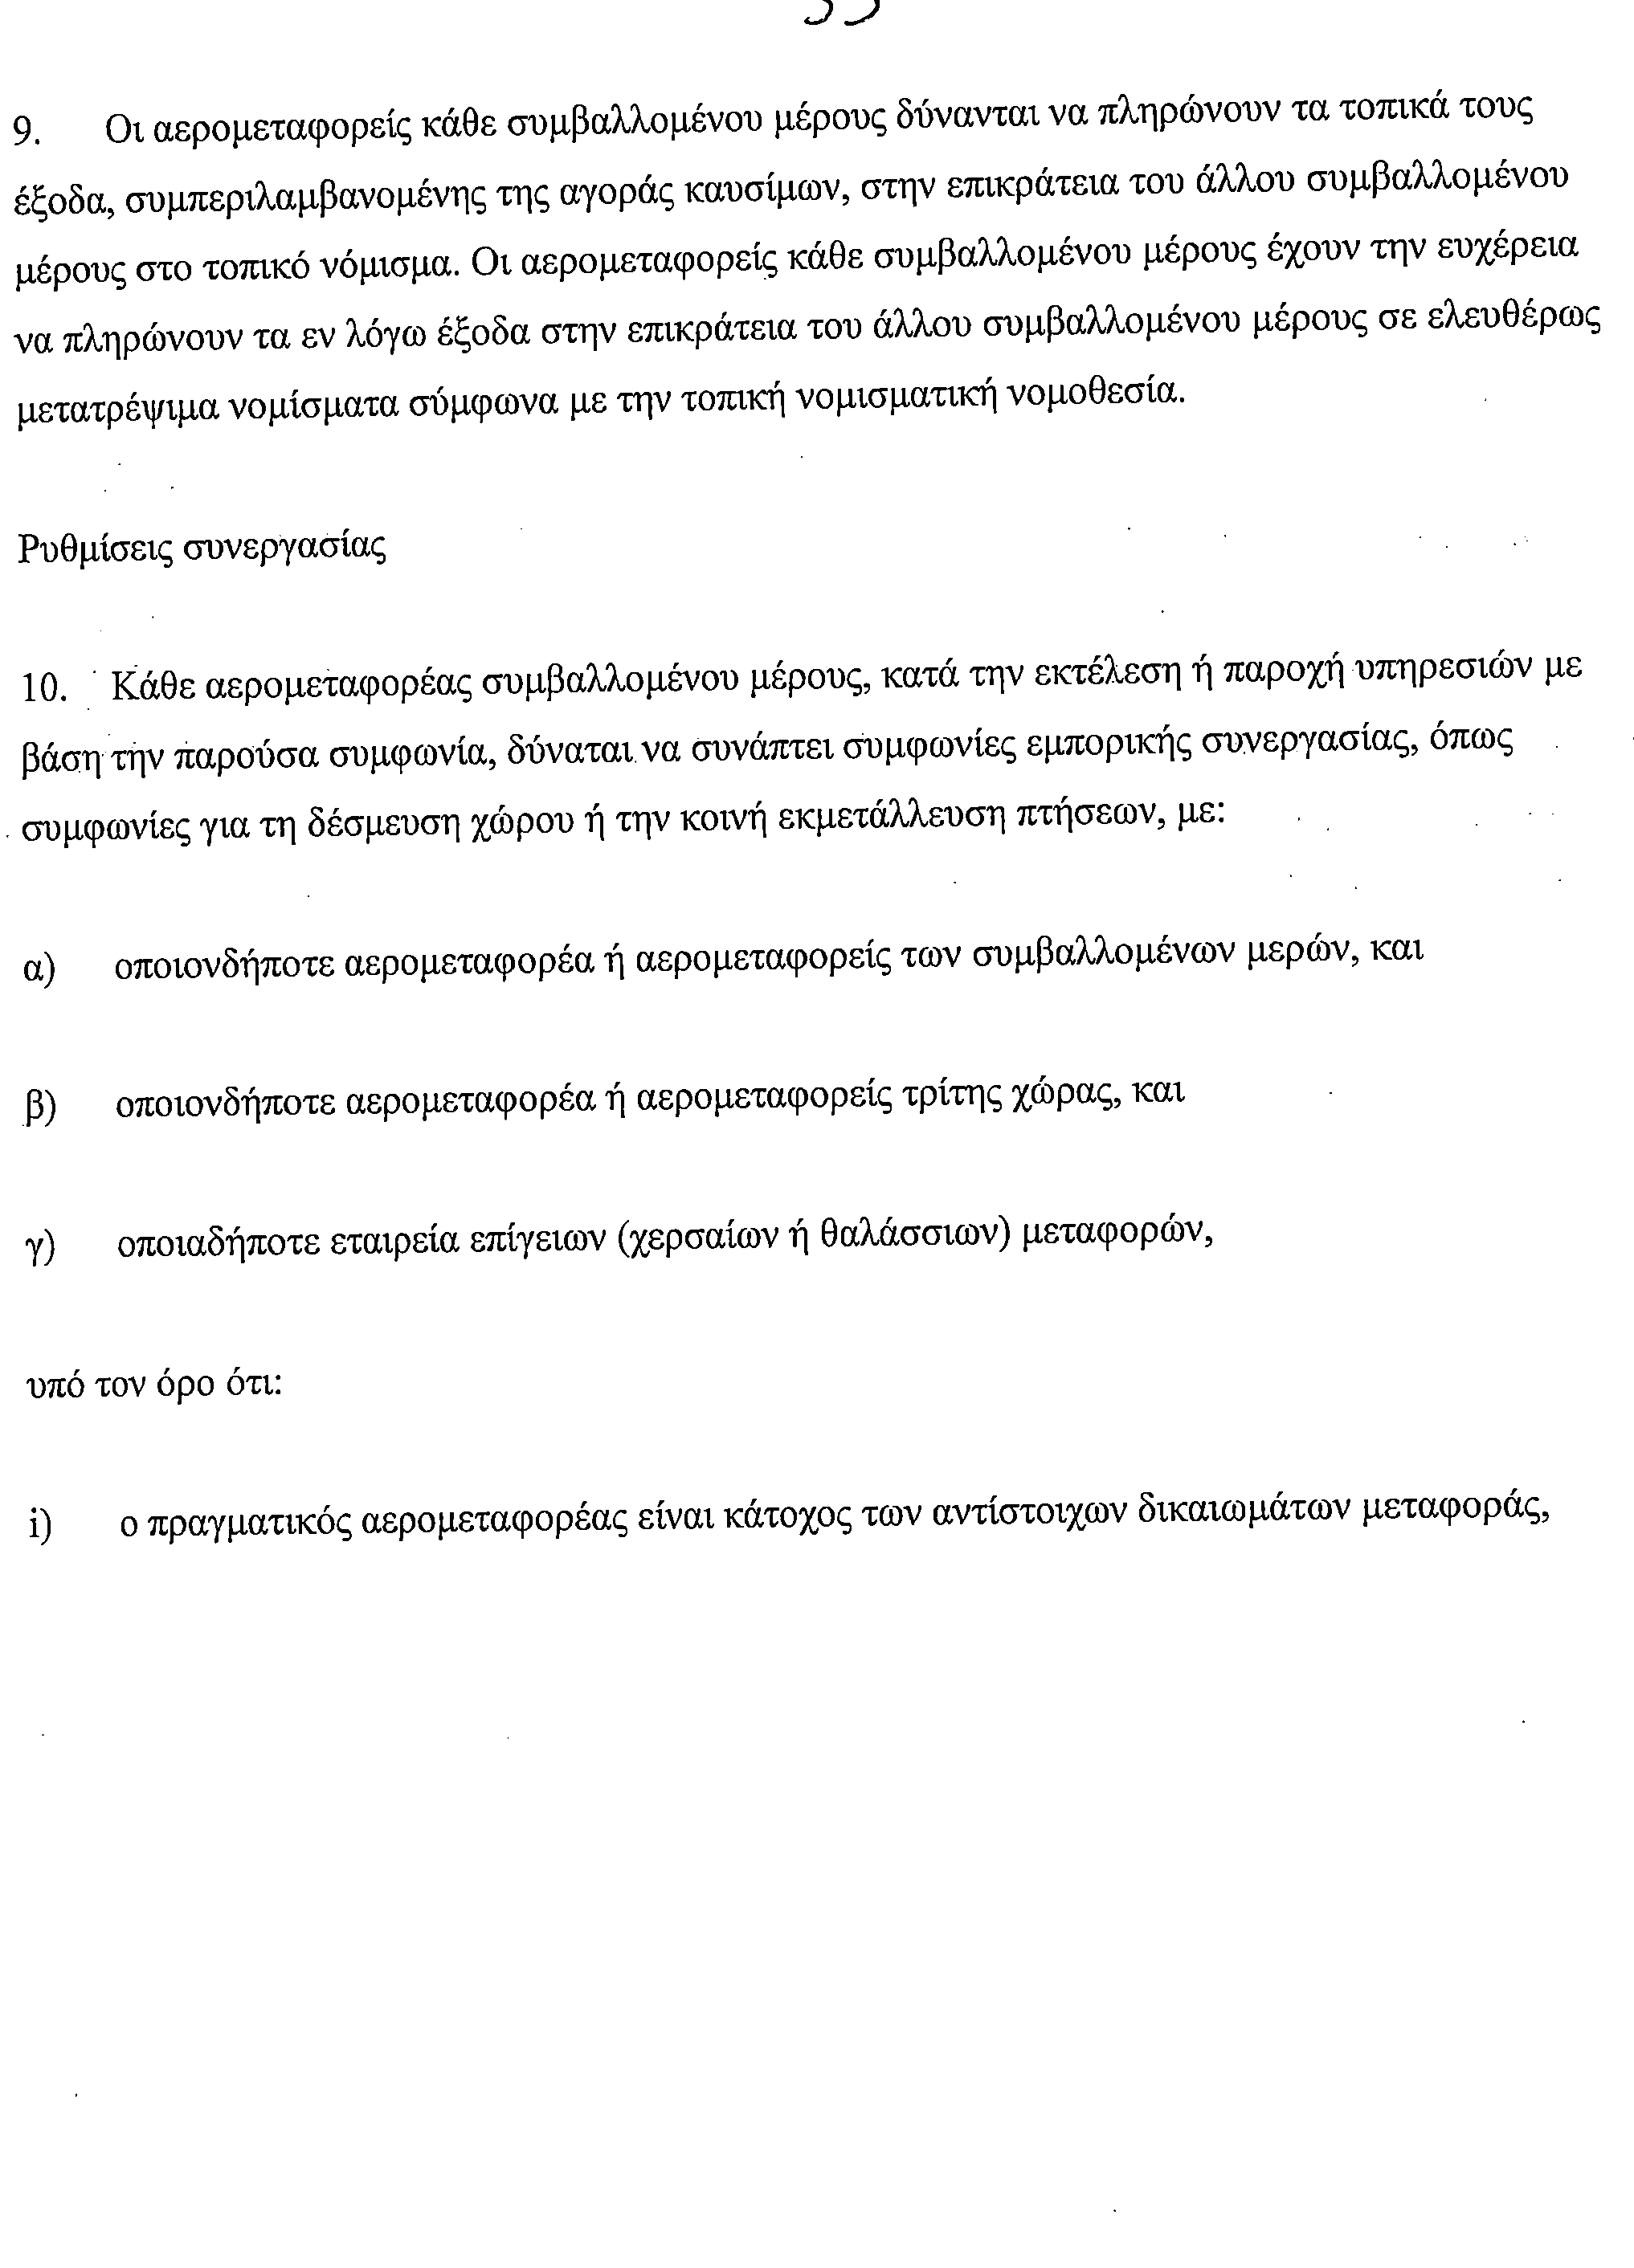 9. Οι αερομεταφορείς κάθε συμβαλλομένου μέρους δύνανται να πληρώνουν τα τοπικά τους
έξοδα, συμπεριλαμβανομένης της αγοράς καυσίμων, στην επικράτεια του άλλου συμβαλλομένου
μέρους στο τοπικό νόμισμα. Οι αερομεταφορείς κάθε συμβαλλομένου μέρους έχουν την ευχέρεια
να πληρώνουν τα εν λόγω έξοδα στην επικράτεια του άλλου συμβαλλομένου μέρους σε ελευθέρως
μετατρέψιμα νομίσματα σύμφωνα με την τοπική νομισματική νομοθεσία.
Ρυθμίσεις συνεργασίας
10. Κάθε αερομεταφορέας συμβαλλομένου μέρους, κατά την εκτέλεση ή παροχή υπηρεσιών με
βάση την παρούσα συμφωνία, δύναται να συνάπτει συμφωνίες εμπορικής συνεργασίας, όπως
συμφωνίες για τη δέσμευση χώρου ή την κοινή εκμετάλλευση πτήσεων, με:
α) οποιονδήποτε αερομεταφορέα ή αερομεταφορείς των συμβαλλομένων μερών, και
β) οποιονδήποτε αερομεταφορέα ή αερομεταφορείς τρίτης χώρας, και
γ) οποιαδήποτε εταιρεία επίγειων (χερσαίων ή θαλάσσιων) μεταφορών,
υπό τον όρο ότι:
i) ο πραγματικός αερομεταφορέας είναι κάτοχος των αντίστοιχων δικαιωμάτων μεταφοράς,